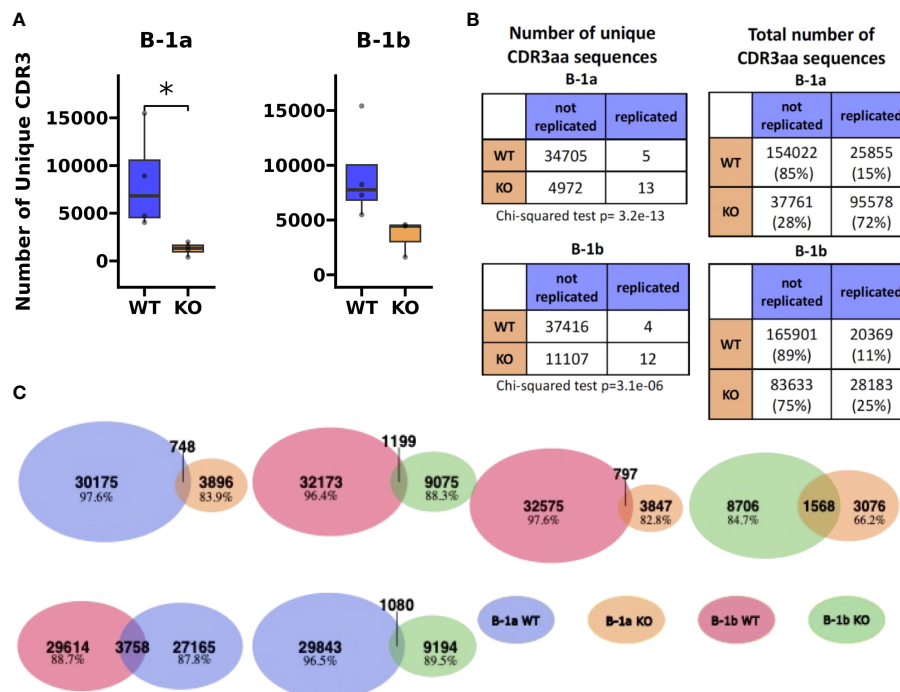 A
B-1a
B-1b
Number of Unique CDR3
15000
10000
5000
0
*
WT KO
15000
10000
5000
0
WT KO
B
Number of unique
CDR3aa sequences
B-1a
not replicated
replicated
WT 34705 5
KO 4972 13
Chi-squared test p= 3.2e-13
B-1b
not replicated
replicated
WT 37416 4
KO 11107 12
Chi-squared test p=3.1e-06
Total number of
CDR3aa sequences
B-1a
not replicated
replicated
WT 154022 (85%) 25855 (15%)
KO 37761 (28%) 95578 (72%)
B-1b
not replicated
replicated
WT 165901 (89%) 20369 (11%)
KO 83633 (75%) 28183 (25%)
C
748
30175
97.6%
3896
83.9%
1199
32173
96.4%
9075
88.3%
797
32575
97.6%
3847
82.8%
8706
84.7%
1568
3076
66.2%
29614
88.7%
3758
27165
87.8%
1080
29843
96.5%
9194
89.5%
B-1a WT
B-1a KO
B-1b WT
B-1b KO